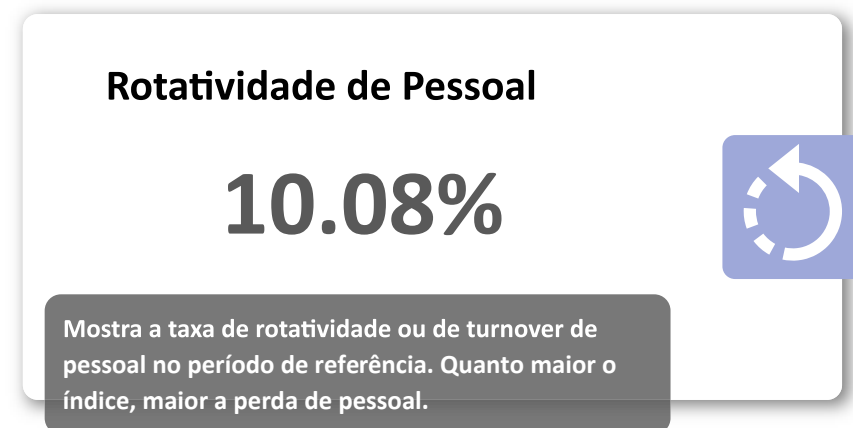 Rotatividade de Pessoal
10.08%
Mostra a taxa de rotatividade ou de turnover de
pessoal no período de referência. Quanto maior o
índice, maior a perda de pessoal.